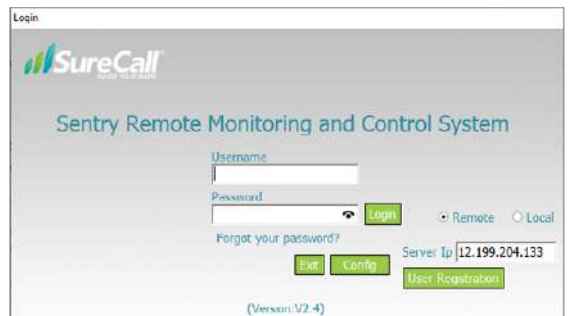 Login
SureCall
Sentry Remote Monitoring and Control System
Username
Password
Login
Remote
Local
Forgot your password?
Server Ip 12.199.204.133
Exit
Config
User Registration
(Version:V2.4)